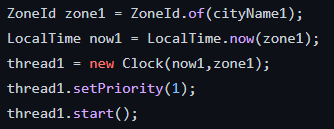 ZoneId zone1 = ZoneId.of(cityName1);
LocalTime now1 = LocalTime.now(zone1);
thread1 = new Clock(now1,zone1);
thread1.setPriority(1);
thread1.start();